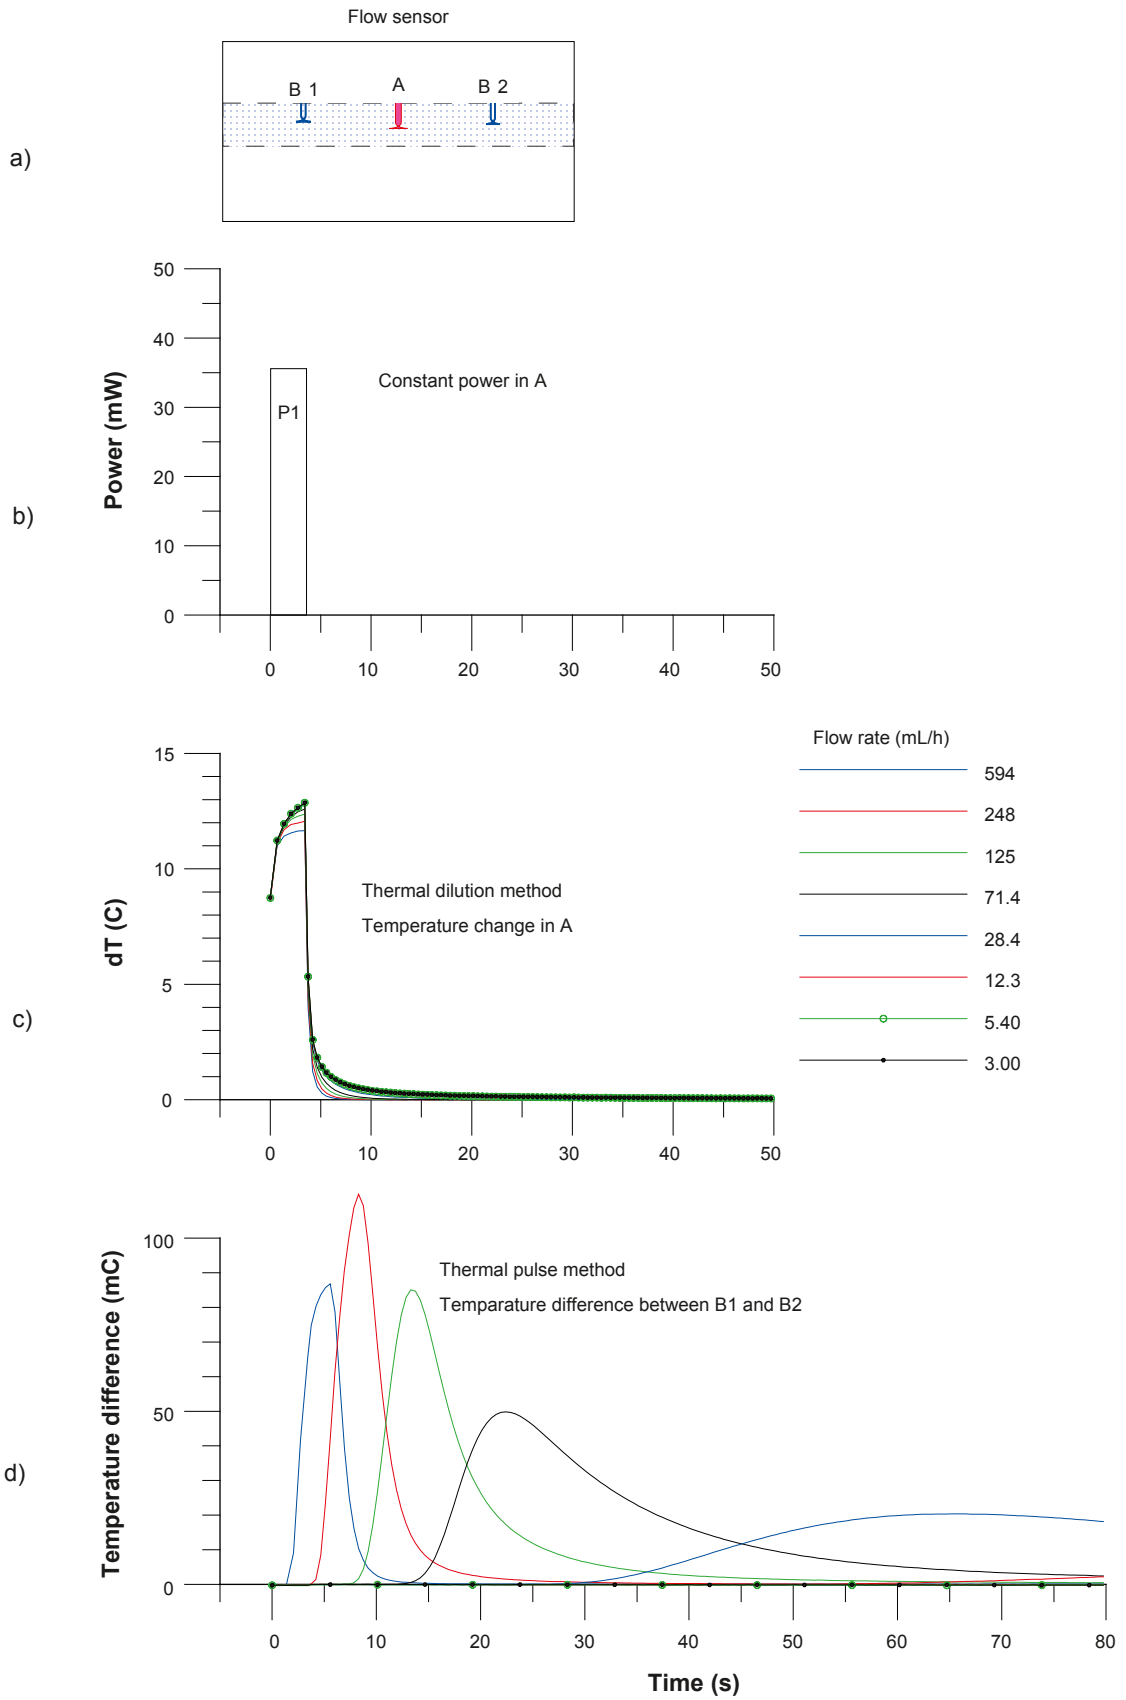 Flow sensor
B 1
A
B 2
a)
50
40
30
20
10
0
Power (mW)
P1
Constant power in A
b)
0
10
20
30
40
50
15
10
5
0
dT (C)
Thermal dilution method
Temperature change in A
c)
0
10
20
30
40
50
Flow rate (mL/h)
594
248
125
71.4
28.4
12.3
5.40
3.00
100
50
0
Temperature difference (mC)
Thermal pulse method
Temparature difference between B1 and B2
d)
0
10
20
30
40
50
60
70
80
Time (s)